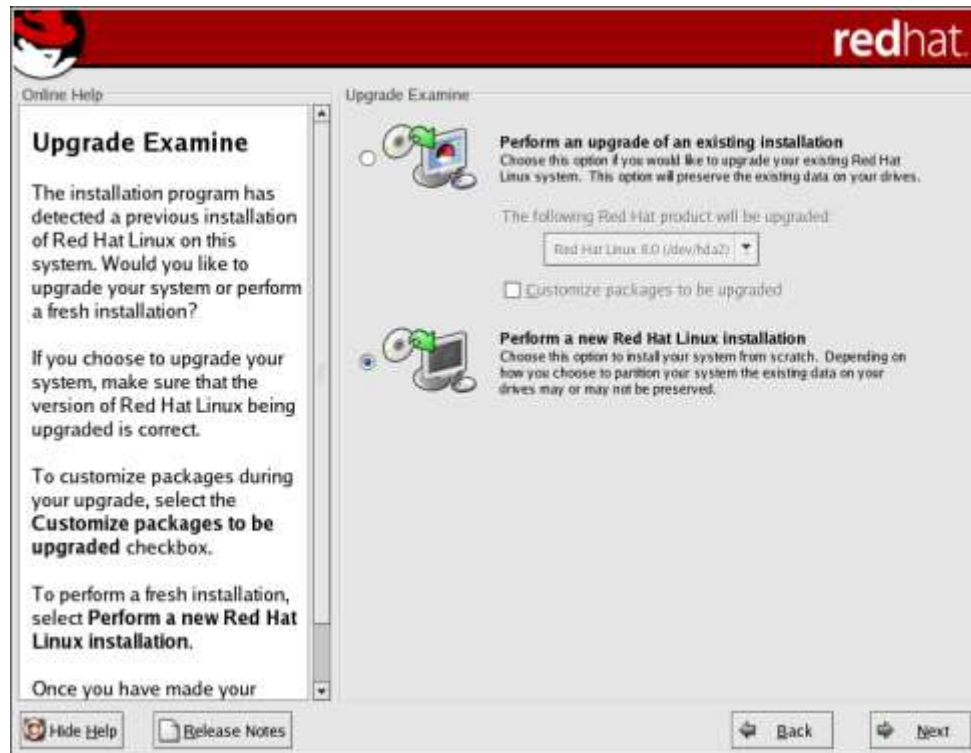 redhat.
Online Help
Upgrade Examine
The installation program has
detected a previous installation
of Red Hat Linux on this
system. Would you like to
upgrade your system or perform
a fresh installation?
If you choose to upgrade your
system, make sure that the
version of Red Hat Linux being
upgraded is correct.
To customize packages during
your upgrade, select the
Customize packages to be
upgraded checkbox.
To perform a fresh installation,
select Perform a new Red Hat
Linux installation.
Once you have made your
Upgrade Examine
Perform an upgrade of an existing installation
Choose this option if you would like to upgrade your existing Red Hat
Linux system. This option will preserve the existing data on your drives.
The following Red Hat product will be upgraded:
Red Hat Linux 8.0 (/dev/hda2)
Customize packages to be upgraded
Perform a new Red Hat Linux installation
Choose this option to install your system from scratch. Depending on
how you choose to partition your system the existing data on your
drives may or may not be preserved.
Hide Help
Release Notes
Back
Next